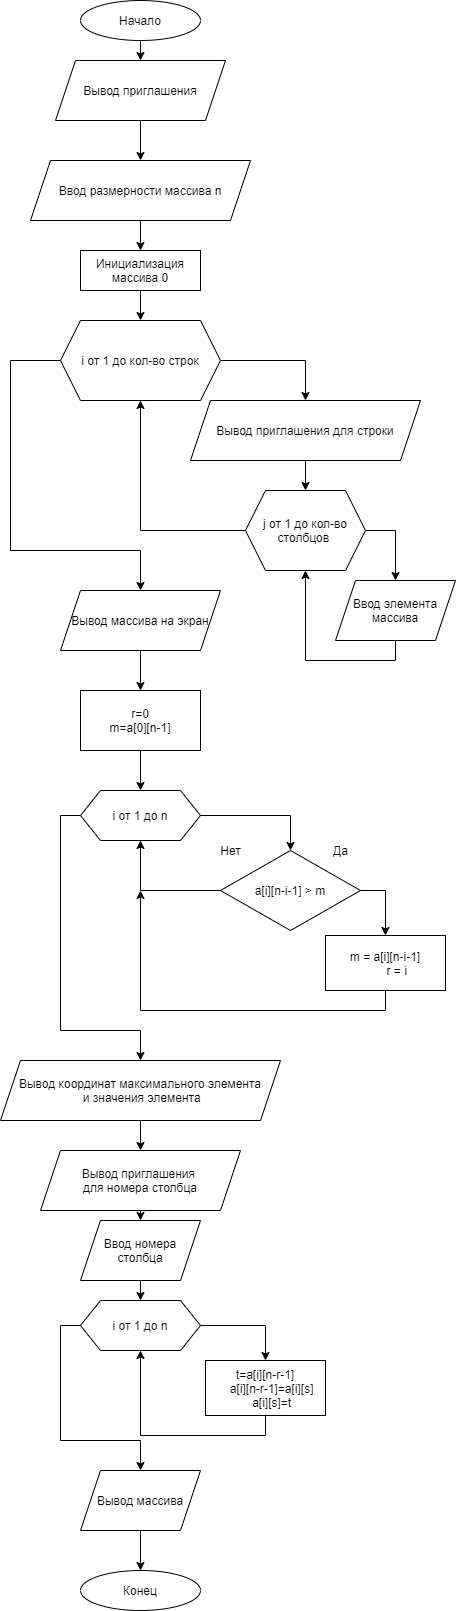 Начало
Вывод приглашения
Ввод размерности массива n
Инициализация
массива 0
i от 1 до кол-во строк
Вывод приглашения для строки
j от 1 до кол-во
столбцов
Ввод элемента
массива
Вывод массива на экран
r=0
m=a[0][n-1]
i от 1 до n
Нет
Да
a[i][n-i-1] > m
m = a[i][n-i-1]
r = i
Вывод координат максимального элемента
и значения элемента
Вывод приглашения
для номера столбца
Ввод номера
столбца
i от 1 до n
t=a[i][n-r-1]
a[i][n-r-1]=a[i][s]
a[i][s]=t
Вывод массива
Конец